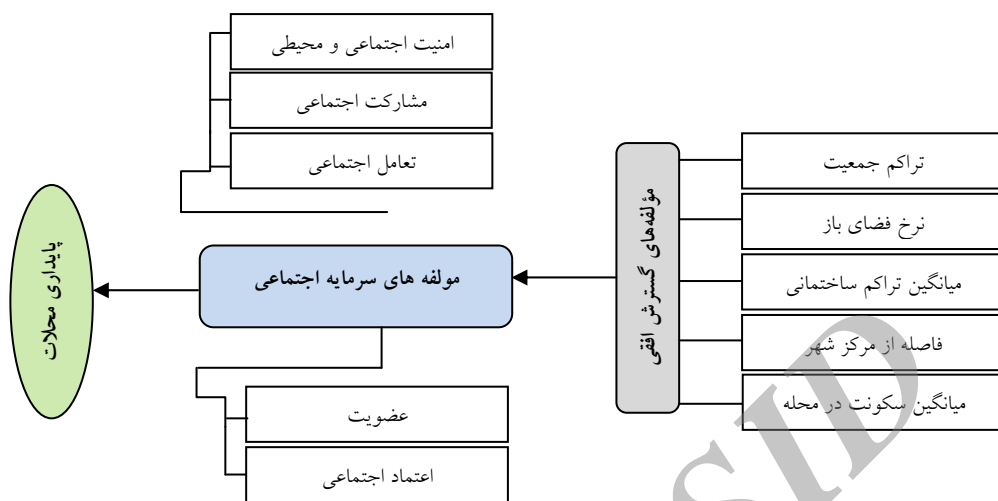 تراکم جمعیت
نرخ فضای باز
میانگین تراکم ساختمانی
فاصله از مرکز شهر
میانگین سکونت در محله
مؤلفه‌های گسترش افقی
امنیت اجتماعی و محیطی
مشارکت اجتماعی
تعامل اجتماعی
مولفه های سرمایه اجتماعی
عضویت
اعتماد اجتماعی
پایداری محلات
SID